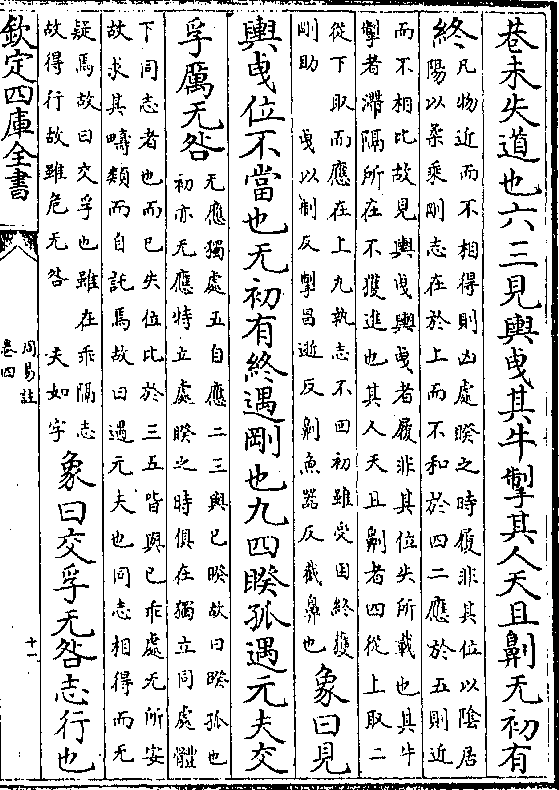 巷未失道也六三見輿曳其牛掣其人天且劓无初有
終凡物近而不相得則凶處睽之時履非其位以陰居
陽以柔乘剛志在於上而不和於四二應於五則近
而不相比故見輿曳輿曳者履非其位失所載也其牛
掣者滯隔所在不獲進也其人天且劓者四從上取二
從下取而應在上九執志不回初雖受困終獲
剛助 曳以制反掣昌逝反劓魚器反截鼻也 象曰見
輿曳位不當也无初有終遇剛也九四睽孤遇元夫交
孚厲无咎无應獨處五自應二三與已睽故曰睽孤也
初亦无應特立處睽之時俱在獨立同處體
下同志者也而已失位比於三五皆與已乖處无所安
故求其疇類而自託焉故曰遇元夫也同志相得而无
疑焉故曰交孚也雖在乖隔志
故得行故雖危无咎 夫如字 象曰交孚无咎志行也
欽定四庫全書
周易註
卷四
十一